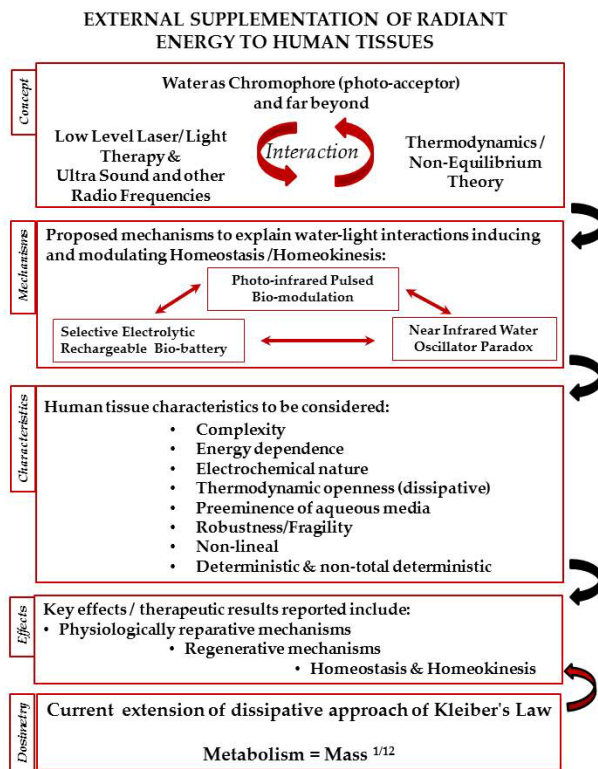 EXTERNAL SUPPLEMENTATION OF RADIANT
ENERGY TO HUMAN TISSUES
Concept
Water as Chromophore (photo-acceptor)
and far beyond
Low Level Laser/ Light
Therapy &
Ultra Sound and other
Radio Frequencies
Interaction
Thermodynamics /
Non-Equilibrium
Theory
Mechanisms
Proposed mechanisms to explain water-light interactions inducing
and modulating Homeostasis /Homeokinesis:
Photo-infrared Pulsed
Bio-modulation
Selective Electrolytic
Rechargeable Bio-battery
Near Infrared Water
Oscillator Paradox
Characteristics
Human tissue characteristics to be considered:
• Complexity
• Energy dependence
• Electrochemical nature
• Thermodynamic openness (dissipative)
• Preeminence of aqueous media
• Robustness/Fragility
• Non-lineal
• Deterministic & non-total deterministic
Effects
Key effects / therapeutic results reported include:
• Physiologically reparative mechanisms
• Regenerative mechanisms
• Homeostasis & Homeokinesis
Dosimetry
Current extension of dissipative approach of Kleiber's Law
Metabolism = Mass 1/12